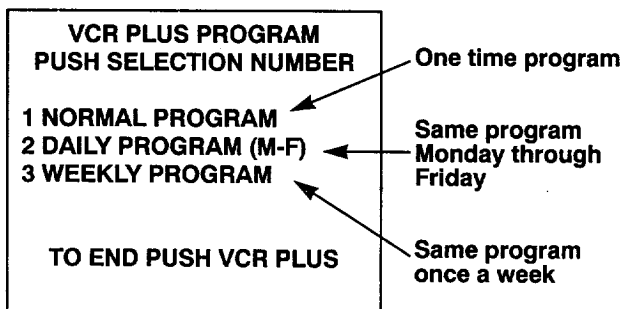 VCR PLUS PROGRAM
PUSH SELECTION NUMBER
1 NORMAL PROGRAM
2 DAILY PROGRAM (M-F)
3 WEEKLY PROGRAM
TO END PUSH VCR PLUS
One time program
Same program
Monday through
Friday
Same program
once a week